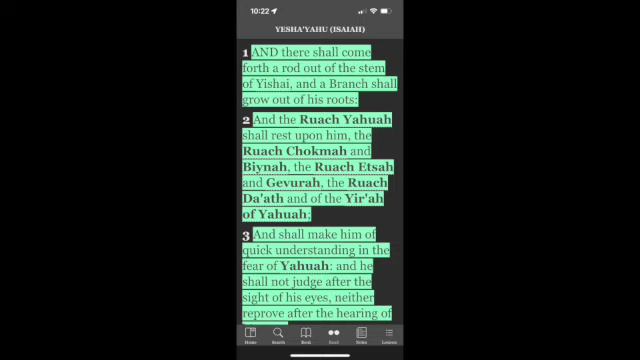 10:22
YESHA'YAHU (ISAIAH)
1 AND there shall come
forth a rod out of the stem
of Yishai, and a Branch shall
grow out of his roots:
2 And the Ruach Yahuah
shall rest upon him, the
Ruach Chokmah and
Biynah, the Ruach Etsah
and Gevurah, the Ruach
Da'ath and of the Yir'ah
of Yahuah;
3 And shall make him of
quick understanding in the
fear of Yahuah: and he
shall not judge after the
sight of his eyes, neither
reprove after the hearing of
Home Search Book Read Notes